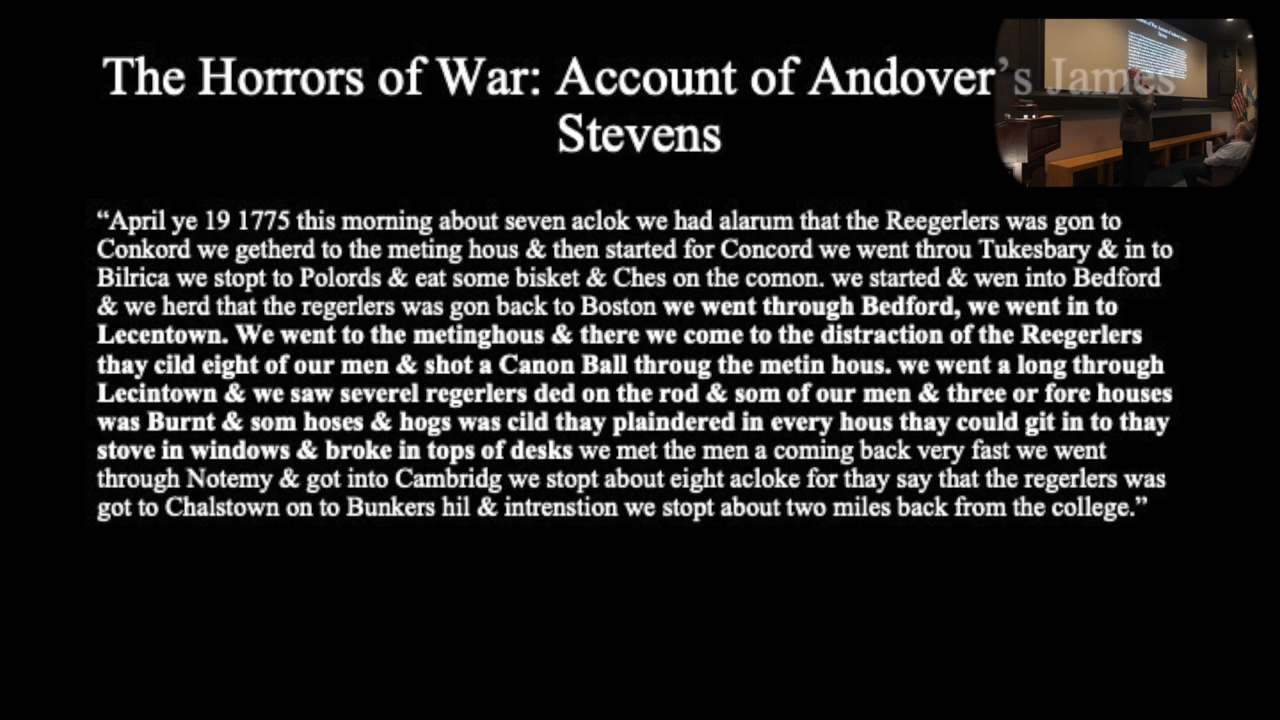 The Horrors of War: Account of Andover’s James
Stevens
“April ye 19 1775 this morning about seven aclok we had alarum that the Reegerlers was gon to
Conkord we getherd to the meting hous & then started for Concord we went throu Tukesbary & in to
Bilrica we stopt to Polords & eat some bisket & Ches on the comon. we started & wen into Bedford
& we herd that the regerlers was gon back to Boston we went through Bedford, we went in to
Lecentown. We went to the metinghous & there we come to the distraction of the Reegerlers
thay cild eight of our men & shot a Canon Ball throug the metin hous. we went a long through
Lecintown & we saw severel regerlers ded on the rod & som of our men & three or fore houses
was Burnt & som hoses & hogs was cild thay plaindered in every hous thay could git in to thay
stove in windows & broke in tops of desks we met the men a coming back very fast we went
through Notemy & got into Cambridg we stopt about eight acloke for thay say that the regerlers was
got to Chalstown on to Bunkers hil & intrenstion we stopt about two miles back from the college.”